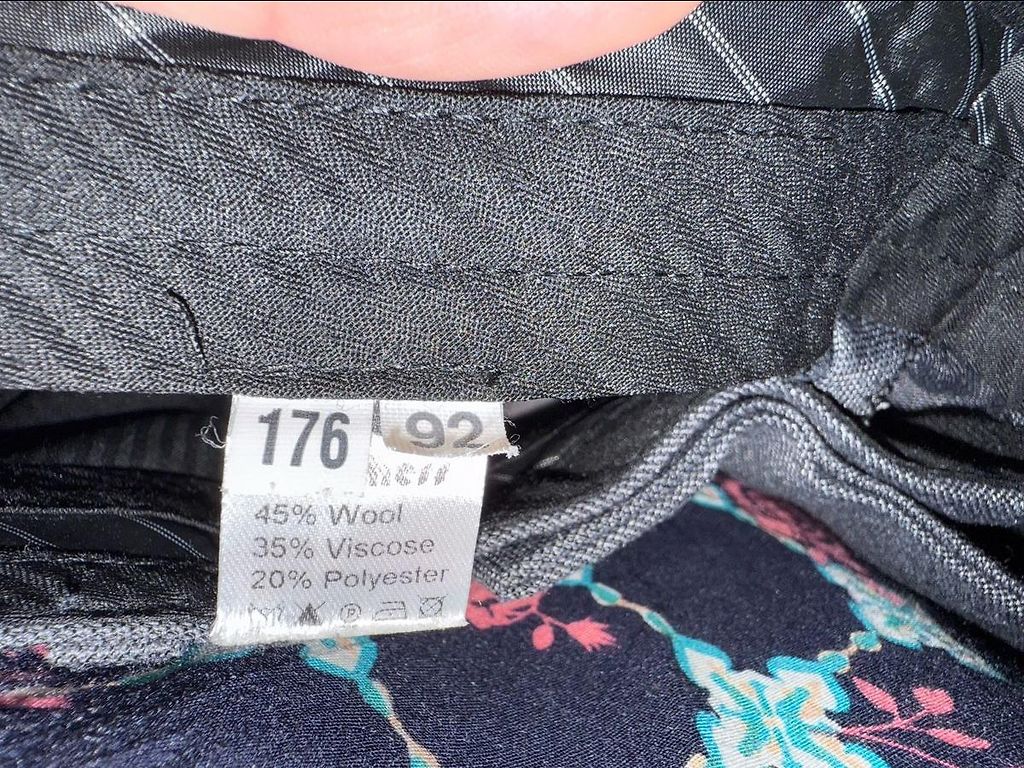 176 92
45% Wool
35% Viscose
20% Polyester